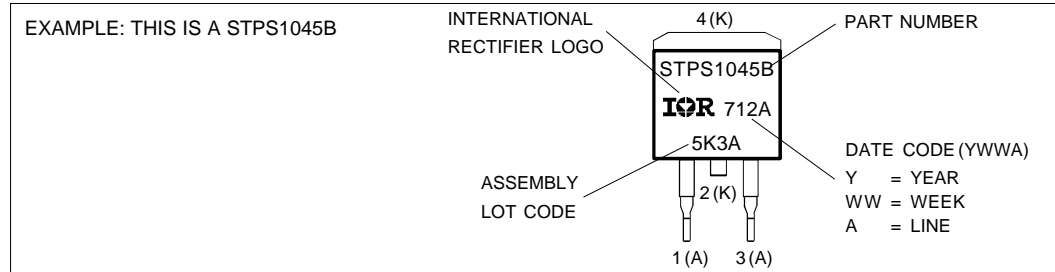 EXAMPLE: THIS IS A STPS1045B
INTERNATIONAL
RECTIFIER LOGO
4 (K)
PART NUMBER
STPS1045B
IOR 712A
5K3A
ASSEMBLY
LOT CODE
2 (K)
1 (A) 3 (A)
DATE CODE (YWWA)
Y = YEAR
WW = WEEK
A = LINE